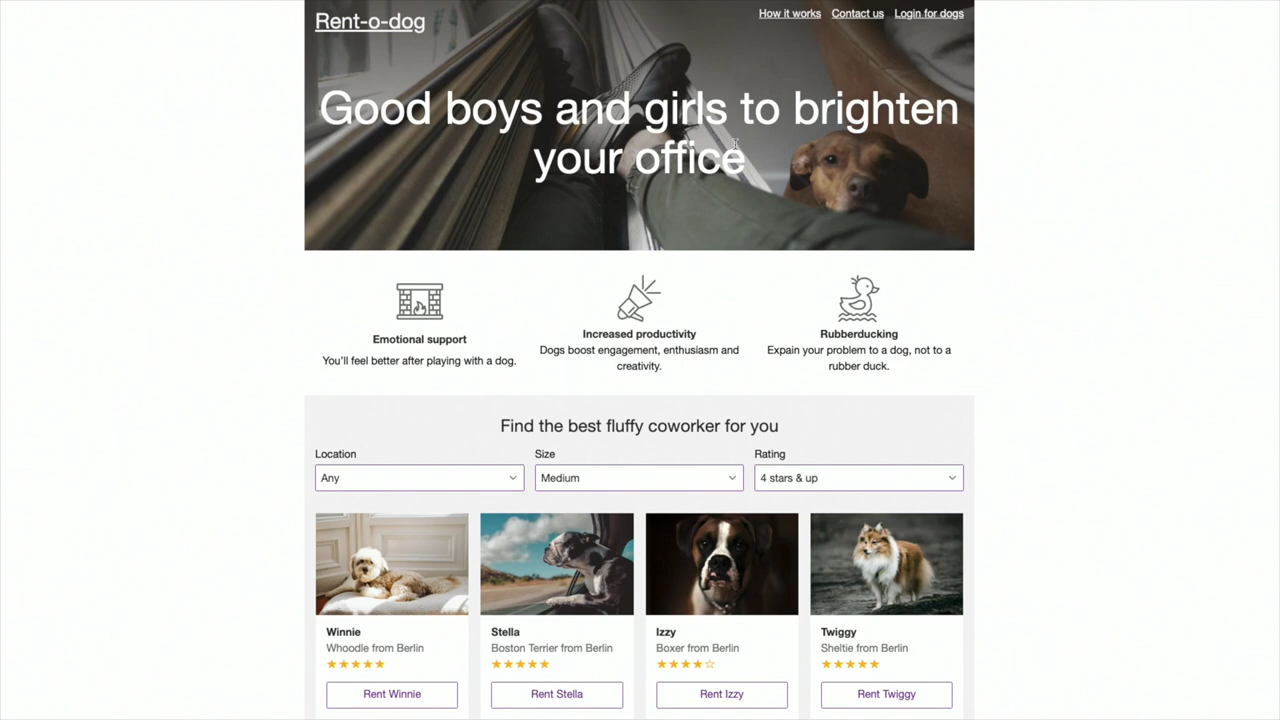 Rent-o-dog
How it works Contact us Login for dogs
Good boys and girls to brighten
your office
Emotional support
You'll feel better after playing with a dog.
Increased productivity
Dogs boost engagement, enthusiasm and
creativity.
Rubberducking
Expain your problem to a dog, not to a
rubber duck.
Find the best fluffy coworker for you
Location
Any
Size
Medium
Rating
4 stars & up
Winnie
Whoodle from Berlin
★★★★★
Rent Winnie
Stella
Boston Terrier from Berlin
★★★★★
Rent Stella
Izzy
Boxer from Berlin
★★★★☆
Rent Izzy
Twiggy
Sheltie from Berlin
★★★★★
Rent Twiggy